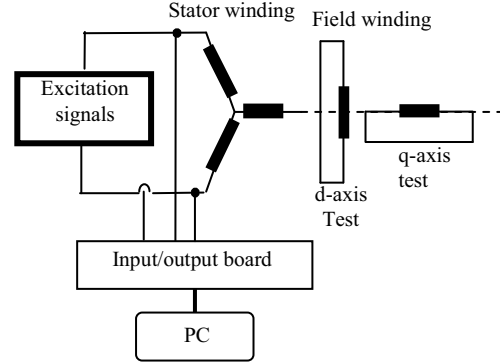 Stator winding
Field winding
Excitation
signals
q-axis
test
d-axis
Test
Input/output board
PC